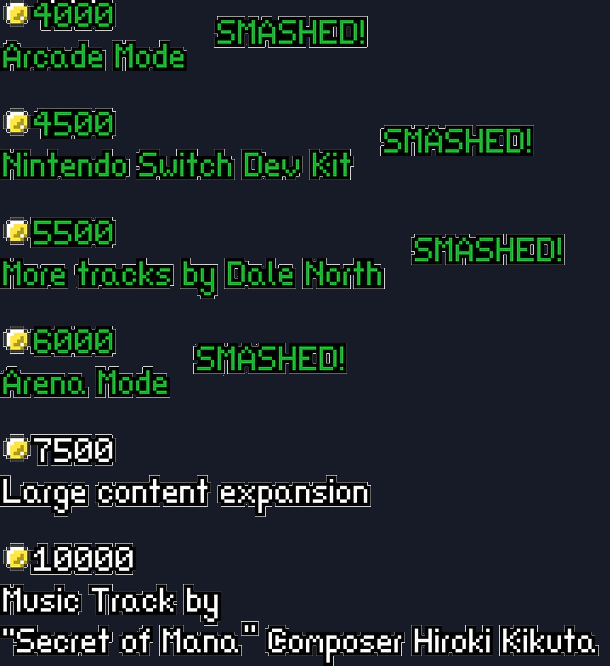 4000
SMASHED!
Arcade Mode
4500
SMASHED!
Nintendo Switch Dev Kit
5500
SMASHED!
More tracks by Dale North
6000
SMASHED!
Arena Mode
7500
Large content expansion
10000
Music Track by
"Secret of Mana" Composer Hiroki Kikuta